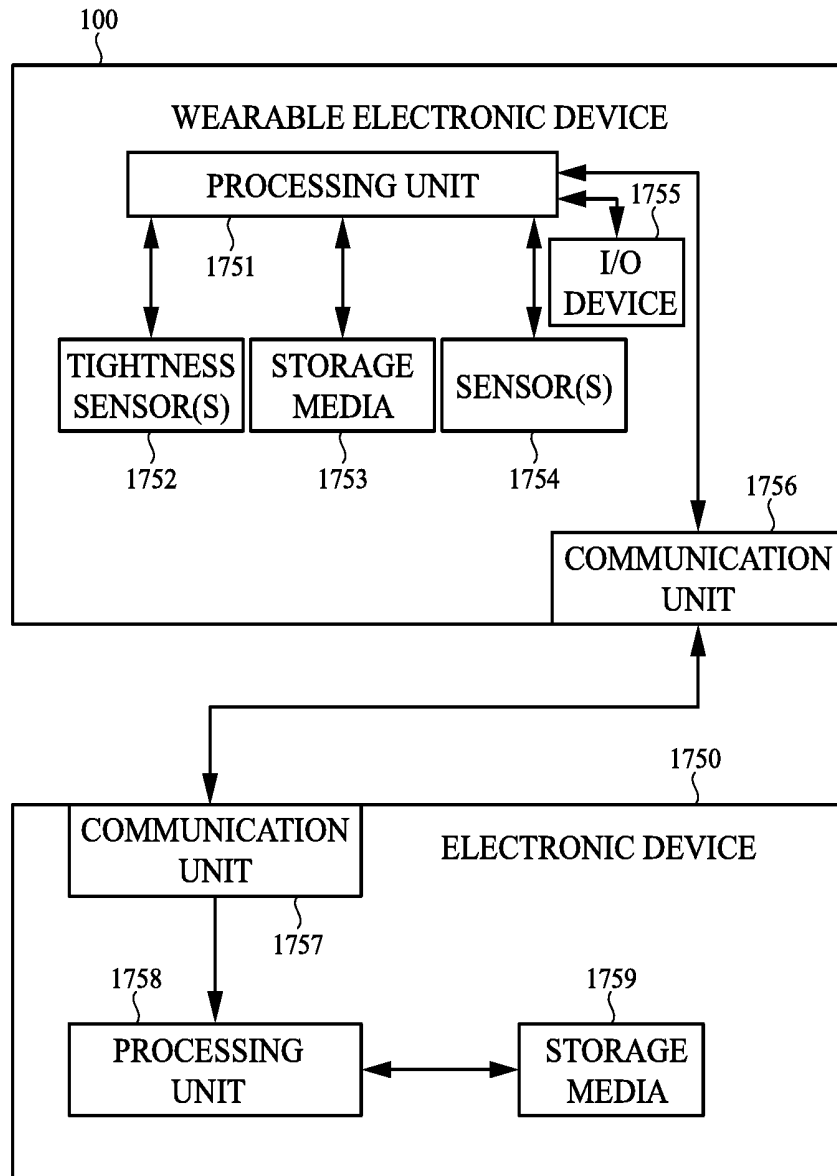 100
WEARABLE ELECTRONIC DEVICE
PROCESSING UNIT
1751
1755
I/O
DEVICE
TIGHTNESS
SENSOR(S)
STORAGE
MEDIA
SENSOR(S)
1752
1753
1754
1756
COMMUNICATION
UNIT
1750
COMMUNICATION
UNIT
ELECTRONIC DEVICE
1757
1758
1759
PROCESSING
UNIT
STORAGE
MEDIA